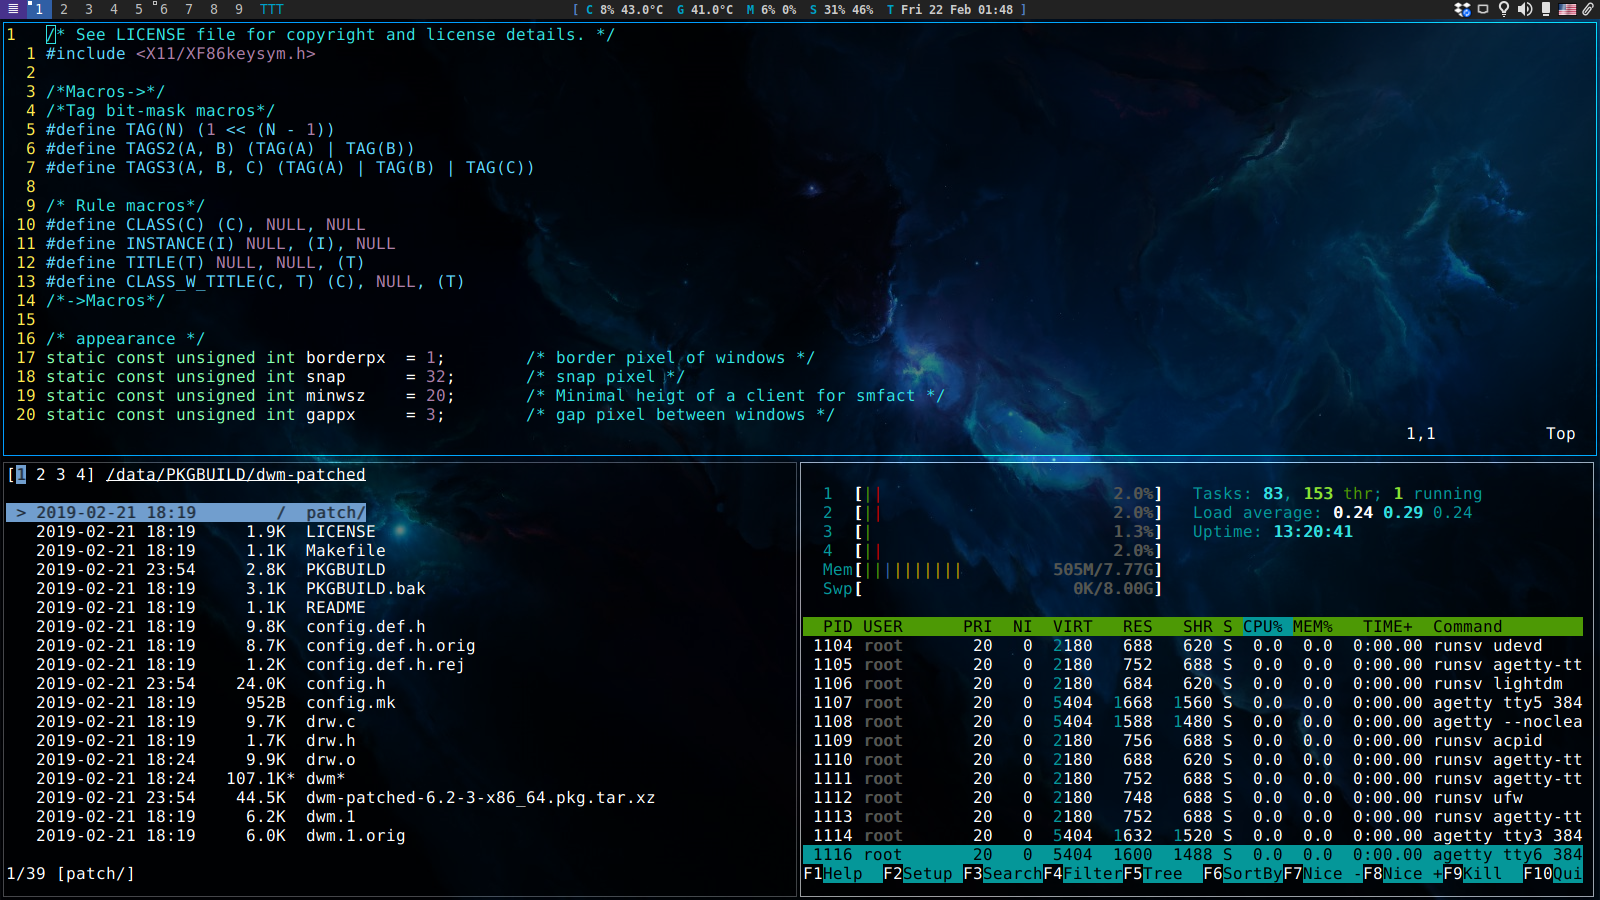 1 2 3 4 5 6 7 8 9 TTT [ C 8% 43.0°C G 41.0°C M 6% 0% S 31% 46% T Fri 22 Feb 01:48 ]
1 /* See LICENSE file for copyright and license details. */
1 #include <X11/XF86keysym.h>
2
3 /*Macros->*/
4 /*Tag bit-mask macros*/
5 #define TAG(N) (1 << (N - 1))
6 #define TAGS2(A, B) (TAG(A) | TAG(B))
7 #define TAGS3(A, B, C) (TAG(A) | TAG(B) | TAG(C))
8
9 /* Rule macros*/
10 #define CLASS(C) (C), NULL, NULL
11 #define INSTANCE(I) NULL, (I), NULL
12 #define TITLE(T) NULL, NULL, (T)
13 #define CLASS_W_TITLE(C, T) (C), NULL, (T)
14 /*->Macros*/
15
16 /* appearance */
17 static const unsigned int borderpx = 1; /* border pixel of windows */
18 static const unsigned int snap = 32; /* snap pixel */
19 static const unsigned int minwsz = 20; /* Minimal heigt of a client for smfact */
20 static const unsigned int gappx = 3; /* gap pixel between windows */
1,1 Top
[1 2 3 4] /data/PKGBUILD/dwm-patched
> 2019-02-21 18:19 / patch/
2019-02-21 18:19 1.9K LICENSE
2019-02-21 18:19 1.1K Makefile
2019-02-21 23:54 2.8K PKGBUILD
2019-02-21 18:19 3.1K PKGBUILD.bak
2019-02-21 18:19 1.1K README
2019-02-21 18:19 9.8K config.def.h
2019-02-21 18:19 8.7K config.def.h.orig
2019-02-21 18:19 1.2K config.def.h.rej
2019-02-21 23:54 24.0K config.h
2019-02-21 18:19 952B config.mk
2019-02-21 18:19 9.7K drw.c
2019-02-21 18:19 1.7K drw.h
2019-02-21 18:24 9.9K drw.o
2019-02-21 18:24 107.1K* dwm*
2019-02-21 23:54 44.5K dwm-patched-6.2-3-x86_64.pkg.tar.xz
2019-02-21 18:19 6.2K dwm.1
2019-02-21 18:19 6.0K dwm.1.orig
1/39 [patch/]
1 [|| 2.0%] Tasks: 83, 153 thr; 1 running
2 [|| 2.0%] Load average: 0.24 0.29 0.24
3 [| 1.3%] Uptime: 13:20:41
4 [|| 2.0%]
Mem[|||||||||| 505M/7.77G]
Swp[ 0K/8.00G]
PID USER PRI NI VIRT RES SHR S CPU% MEM% TIME+ Command
1104 root 20 0 2180 688 620 S 0.0 0.0 0:00.00 runsv udevd
1105 root 20 0 2180 752 688 S 0.0 0.0 0:00.00 runsv agetty-tt
1106 root 20 0 2180 684 620 S 0.0 0.0 0:00.00 runsv lightdm
1107 root 20 0 5404 1668 1560 S 0.0 0.0 0:00.00 agetty tty5 384
1108 root 20 0 5404 1588 1480 S 0.0 0.0 0:00.00 agetty --noclea
1109 root 20 0 2180 756 688 S 0.0 0.0 0:00.00 runsv acpid
1110 root 20 0 2180 688 620 S 0.0 0.0 0:00.00 runsv agetty-tt
1111 root 20 0 2180 752 688 S 0.0 0.0 0:00.00 runsv agetty-tt
1112 root 20 0 2180 748 688 S 0.0 0.0 0:00.00 runsv ufw
1113 root 20 0 2180 752 688 S 0.0 0.0 0:00.00 runsv agetty-tt
1114 root 20 0 5404 1632 1520 S 0.0 0.0 0:00.00 agetty tty3 384
1116 root 20 0 5404 1600 1488 S 0.0 0.0 0:00.00 agetty tty6 384
F1Help F2Setup F3SearchF4FilterF5Tree F6SortByF7Nice -F8Nice +F9Kill F10Qui